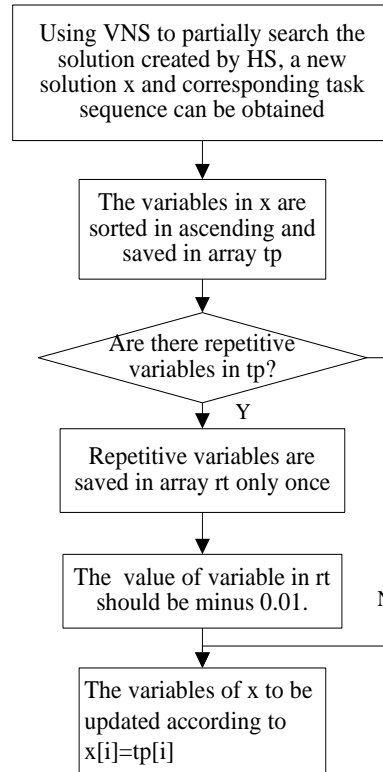 Using VNS to partially search the
solution created by HS, a new
solution x and corresponding task
sequence can be obtained
The variables in x are
sorted in ascending and
saved in array tp
Are there repetitive
variables in tp?
Y
Repetitive variables are
saved in array rt only once
The value of variable in rt
should be minus 0.01.
N
The variables of x to be
updated according to
x[i]=tp[i]